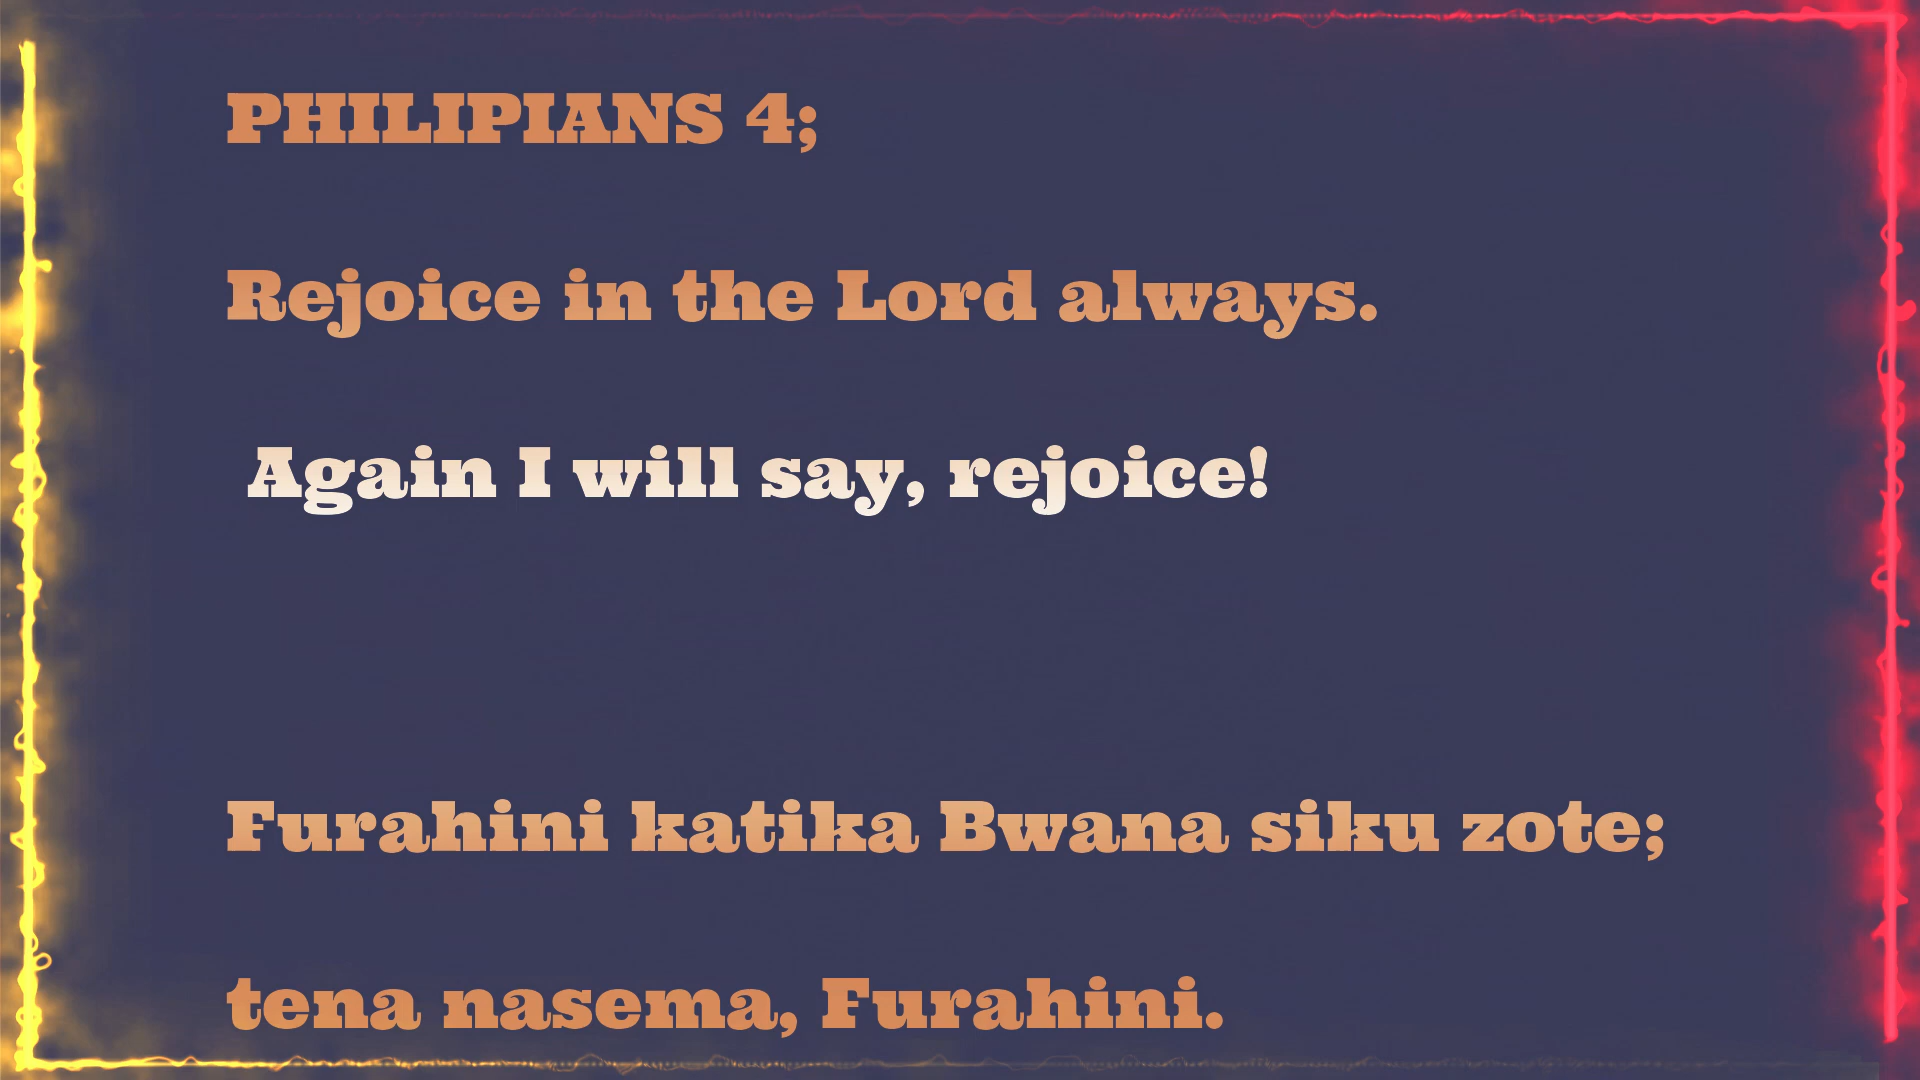 PHILIPIANS 4;
Rejoice in the Lord always.
Again I will say, rejoice!
Furahini katika Bwana siku zote;
tena nasema, Furahini.